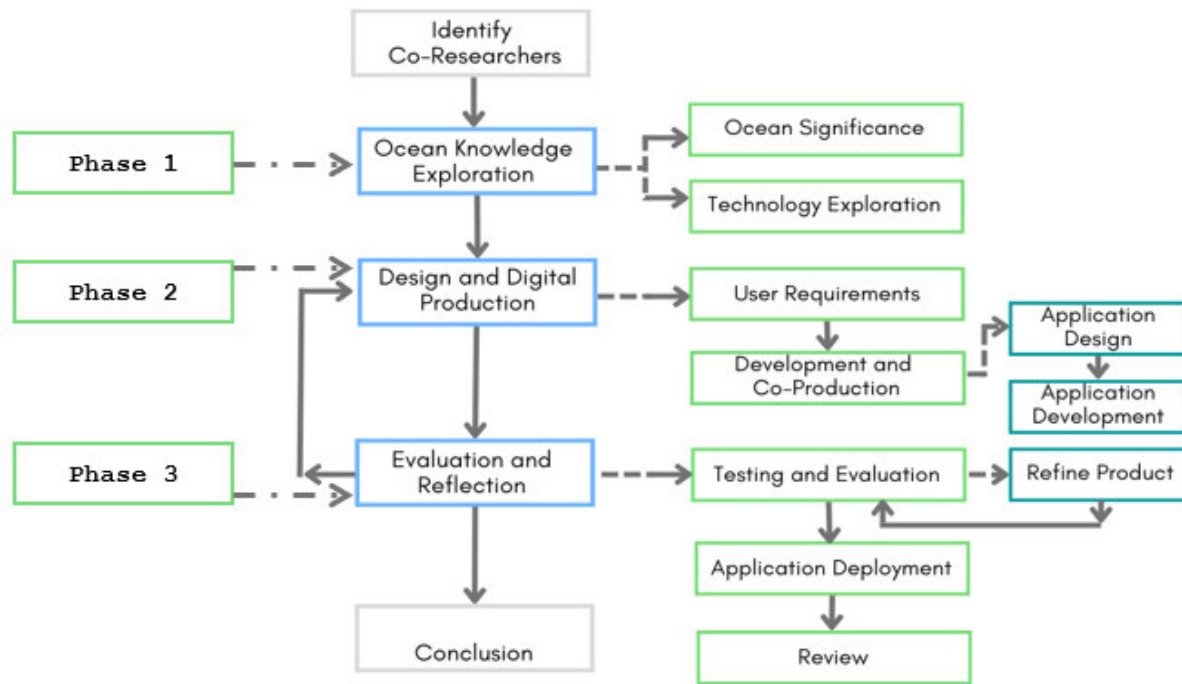 Identify
Co-Researchers
Phase 1
Ocean Knowledge
Exploration
Ocean Significance
Technology Exploration
Phase 2
Design and Digital
Production
User Requirements
Development and
Co-Production
Application
Design
Application
Development
Phase 3
Evaluation and
Reflection
Testing and Evaluation
Refine Product
Application Deployment
Review
Conclusion